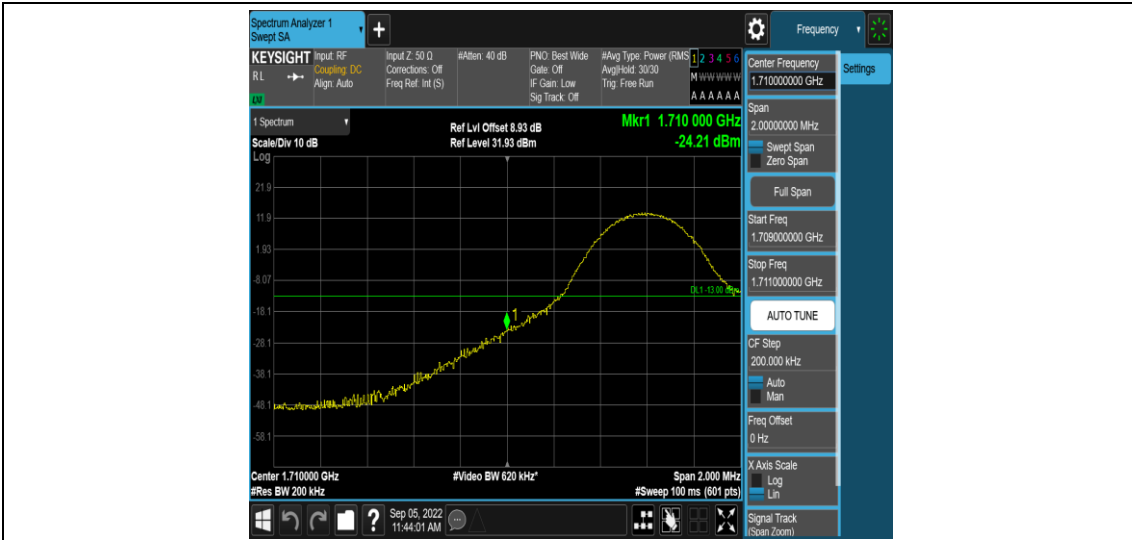 Spectrum Analyzer 1
Swept SA
+
Frequency
KEYSIGHT
RL
LXI
Input: RF
Coupling: DC
Align: Auto
Input Z: 50 Ω
Corrections: Off
Freq Ref: Int (S)
#Atten: 40 dB
PNO: Best Wide
Gate: Off
IF Gain: Low
Sig Track: Off
#Avg Type: Power (RMS
Avg|Hold: 30/30
Trig: Free Run
1 2 3 4 5 6
M W W W W W
A A A A A A
Center Frequency
1.710000000 GHz
Settings
1 Spectrum
Ref Lvl Offset 8.93 dB
Mkr1 1.710 000 GHz
Scale/Div 10 dB
Ref Level 31.93 dBm
-24.21 dBm
Log
21.9
11.9
1.93
-8.07
DL1 -13.00 dBm
-18.1
1
-28.1
-38.1
-48.1
-58.1
Center 1.710000 GHz
#Video BW 620 kHz*
Span 2.000 MHz
#Res BW 200 kHz
#Sweep 100 ms (601 pts)
Span
2.00000000 MHz
Swept Span
Zero Span
Full Span
Start Freq
1.709000000 GHz
Stop Freq
1.711000000 GHz
AUTO TUNE
CF Step
200.000 kHz
Auto
Man
Freq Offset
0 Hz
X Axis Scale
Log
Lin
Signal Track
(Span Zoom)
?
Sep 05, 2022
11:44:01 AM